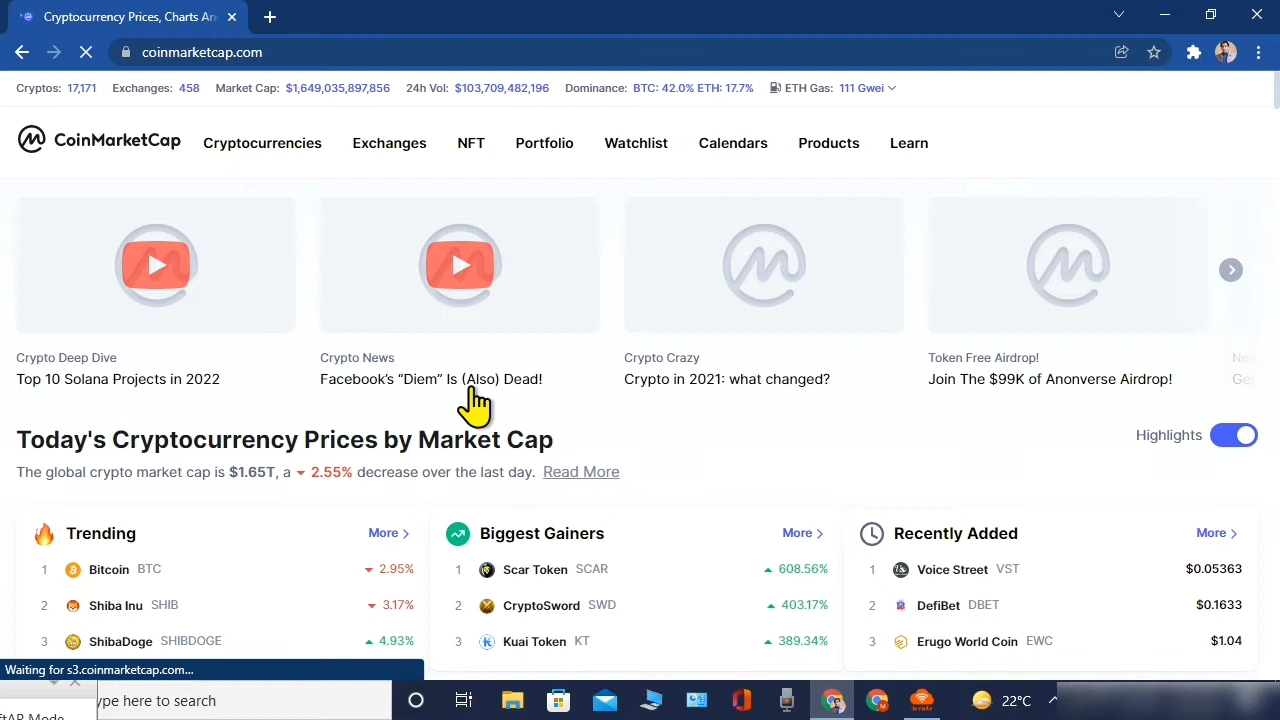 Cryptocurrency Prices, Charts An
coinmarketcap.com
Cryptos: 17,171 Exchanges: 458 Market Cap: $1,649,035,897,856 24h Vol: $103,709,482,196 Dominance: BTC: 42.0% ETH: 17.7% ETH Gas: 111 Gwei
CoinMarketCap Cryptocurrencies Exchanges NFT Portfolio Watchlist Calendars Products Learn
Crypto Deep Dive
Top 10 Solana Projects in 2022
Crypto News
Facebook's “Diem” Is (Also) Dead!
Crypto Crazy
Crypto in 2021: what changed?
Token Free Airdrop!
Join The $99K of Anonverse Airdrop!
Today's Cryptocurrency Prices by Market Cap
Highlights
The global crypto market cap is $1.65T, a 2.55% decrease over the last day. Read More
Trending More
1 Bitcoin BTC 2.95%
2 Shiba Inu SHIB 3.17%
3 ShibaDoge SHIBDOGE 4.93%
Biggest Gainers More
1 Scar Token SCAR 608.56%
2 CryptoSword SWD 403.17%
3 Kuai Token KT 389.34%
Recently Added More
1 Voice Street VST $0.05363
2 DefiBet DBET $0.1633
3 Erugo World Coin EWC $1.04
Waiting for s3.coinmarketcap.com...
ype here to search
22°C